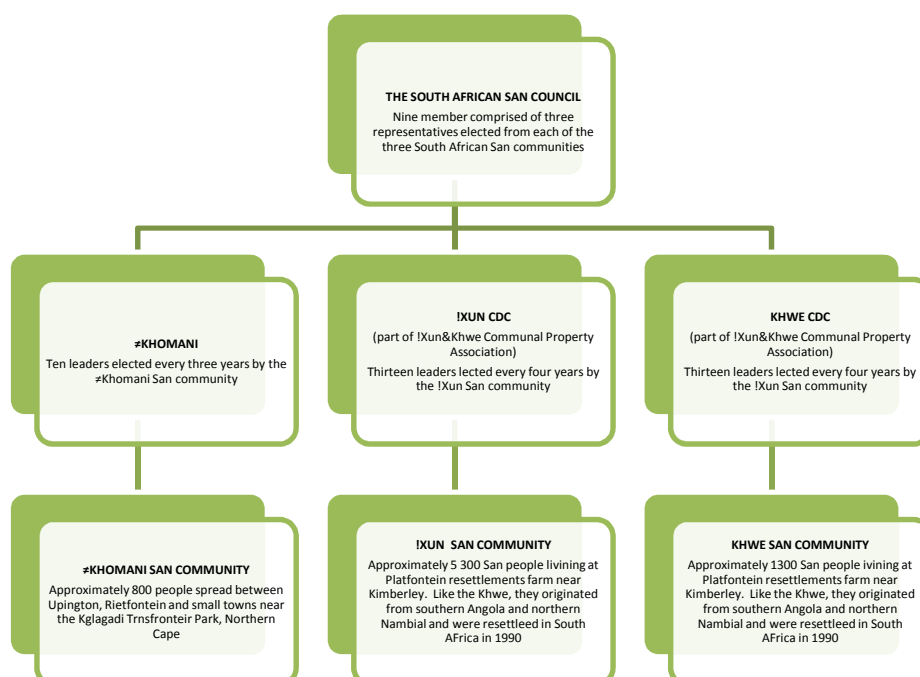 THE SOUTH AFRICAN SAN COUNCIL
Nine member comprised of three
representatives elected from each of the
three South African San communities
≠KHOMANI
Ten leaders elected every three years by the
≠Khomani San community
!XUN CDC
(part of !Xun&Khwe Communal Property
Association)
Thirteen leaders lected every four years by
the !Xun San community
KHWE CDC
(part of !Xun&Khwe Communal Property
Association)
Thirteen leaders lected every four years by
the !Xun San community
≠KHOMANI SAN COMMUNITY
Approximately 800 people spread between
Upington, Rietfontein and small towns near
the Kglagadi Trnsfronteir Park, Northern
Cape
!XUN  SAN COMMUNITY
Approximately 5 300 San people livining at
Platfontein resettlements farm near
Kimberley.  Like the Khwe, they originated
from southern Angola and northern
Nambial and were resettleed in South
AFrica in 1990
KHWE SAN COMMUNITY
Approximately 1300 San people ivining at
Platfontein resettlements farm near
Kimberley.  Like the Khwe, they originated
from southern Angola and northern
Nambial and were resettleed in South
AFrica in 1990